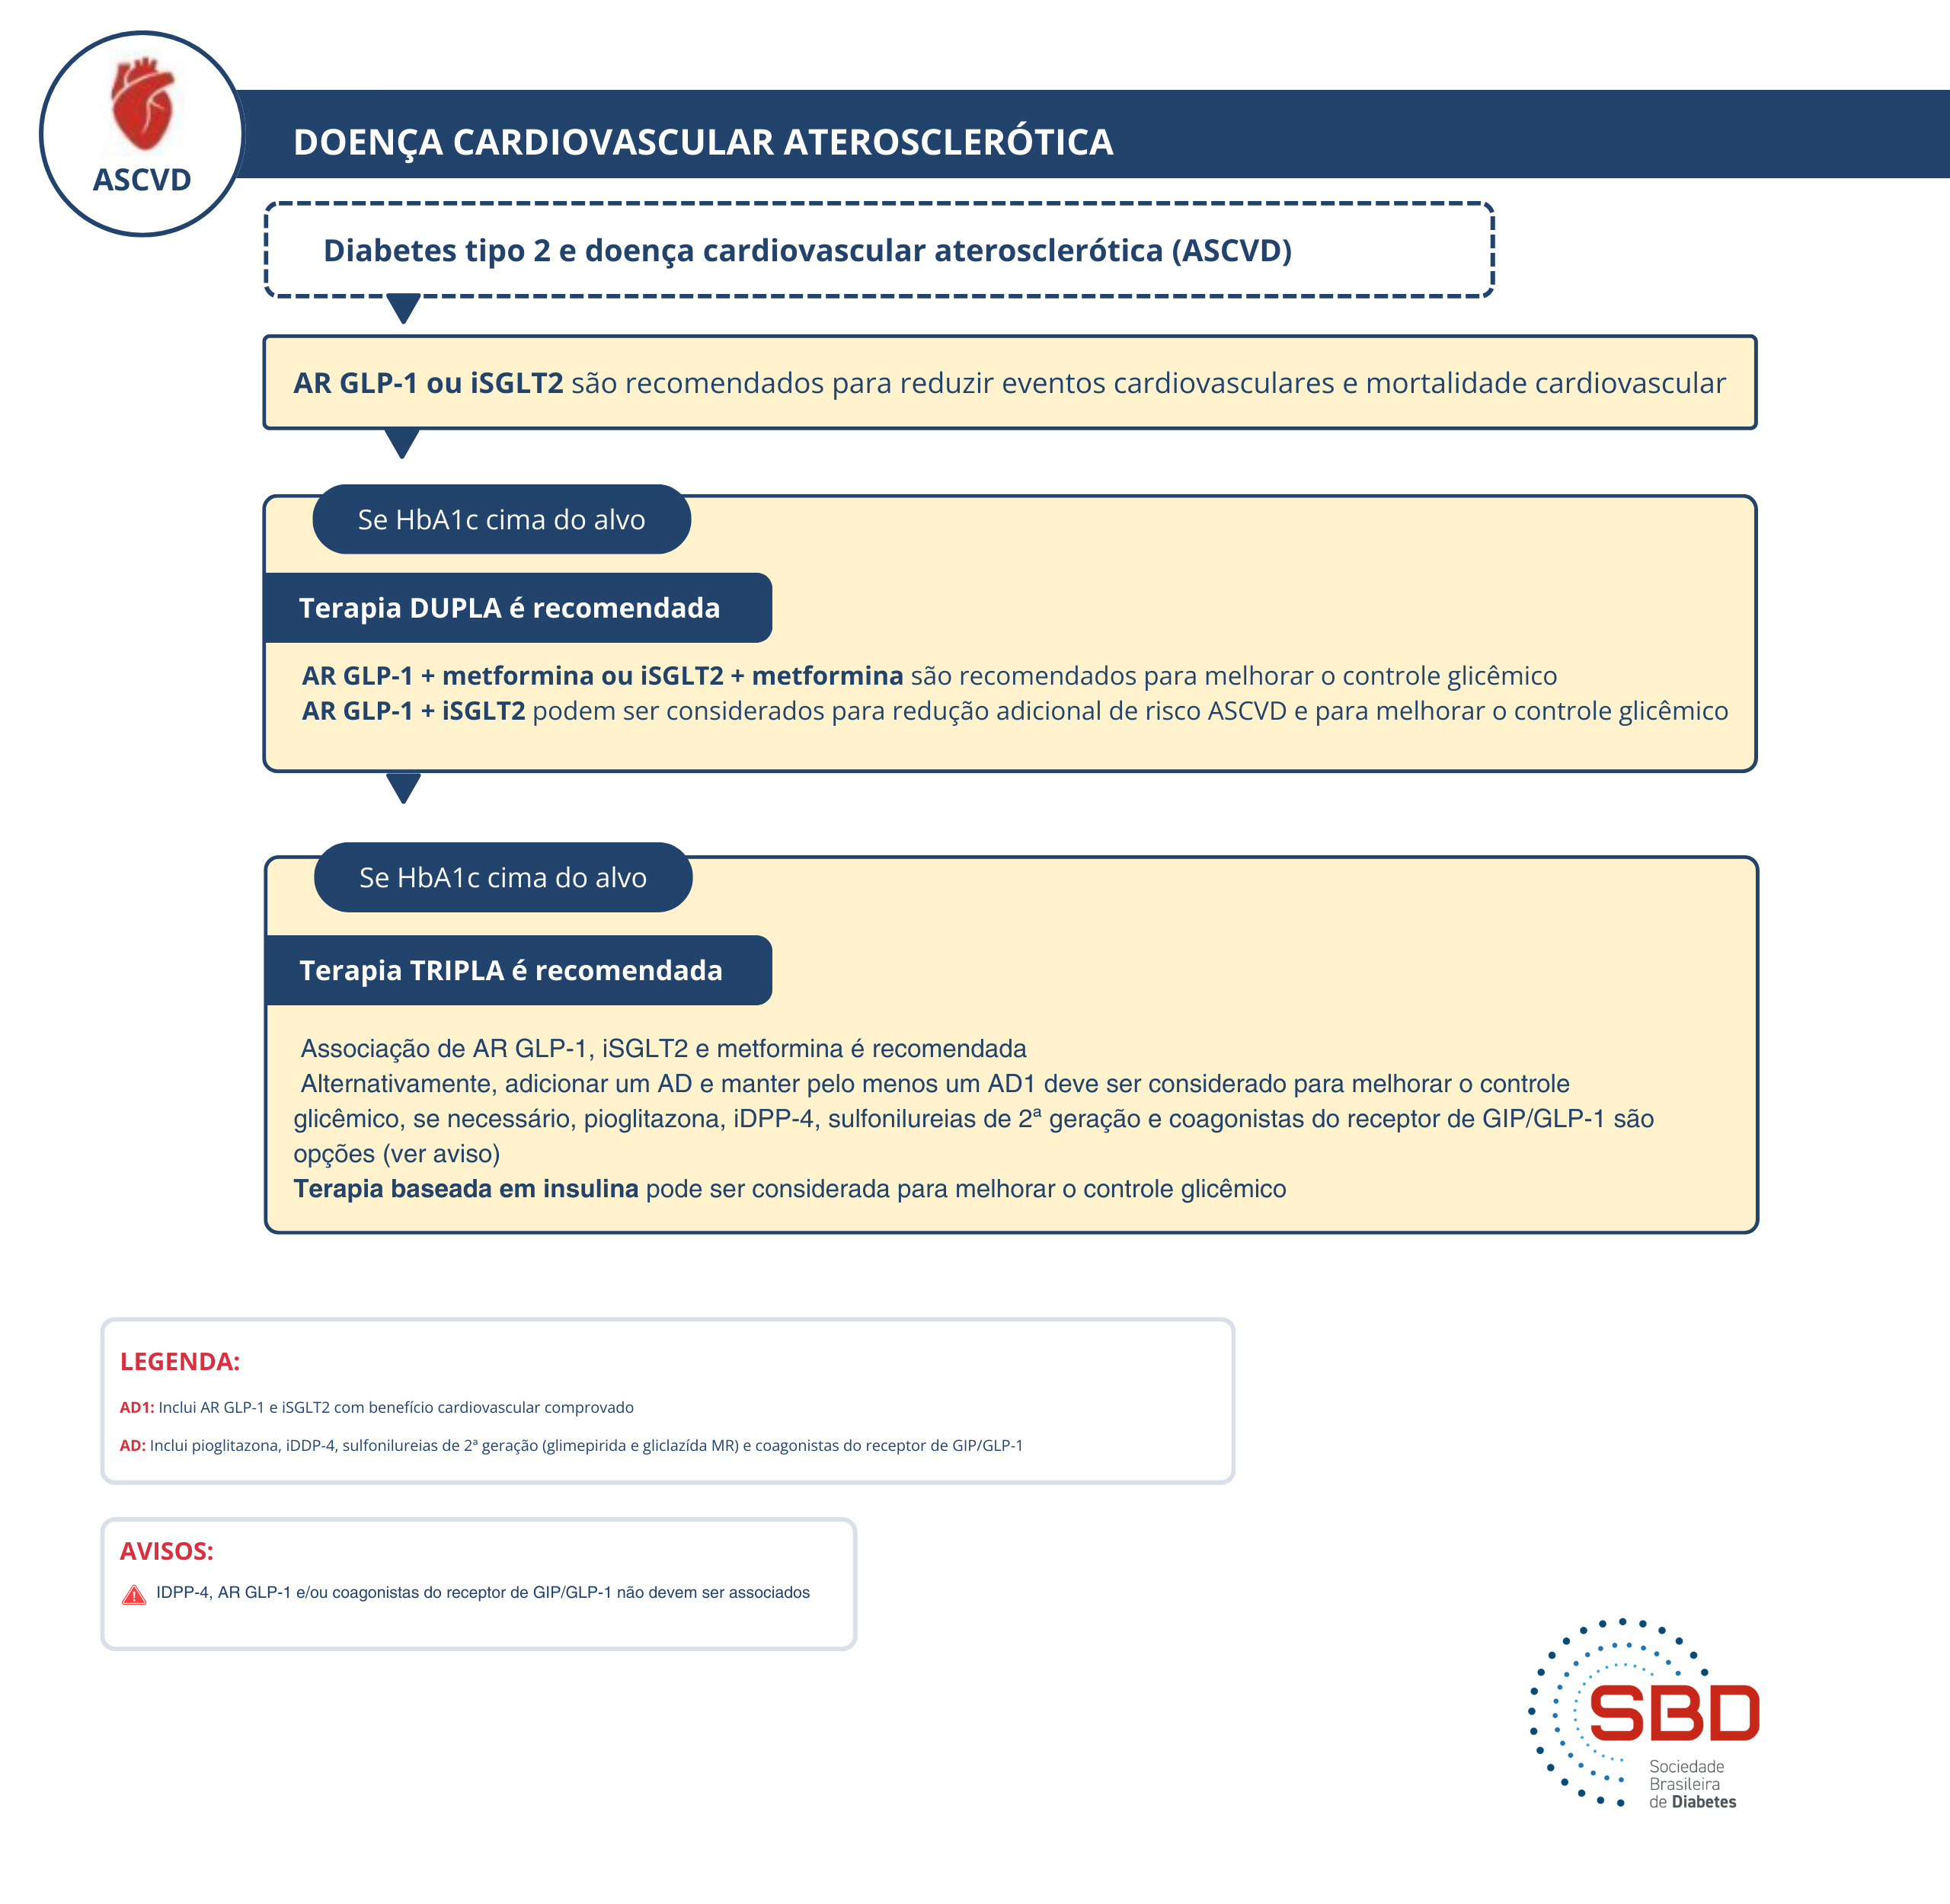 ASCVD
DOENÇA CARDIOVASCULAR ATEROSCLERÓTICA
Diabetes tipo 2 e doença cardiovascular aterosclerótica (ASCVD)
AR GLP-1 ou iSGLT2 são recomendados para reduzir eventos cardiovasculares e mortalidade cardiovascular
Se HbA1c cima do alvo
Terapia DUPLA é recomendada
AR GLP-1 + metformina ou iSGLT2 + metformina são recomendados para melhorar o controle glicêmico
AR GLP-1 + iSGLT2 podem ser considerados para redução adicional de risco ASCVD e para melhorar o controle glicêmico
Se HbA1c cima do alvo
Terapia TRIPLA é recomendada
Associação de AR GLP-1, iSGLT2 e metformina é recomendada
Alternativamente, adicionar um AD e manter pelo menos um AD1 deve ser considerado para melhorar o controle
glicêmico, se necessário, pioglitazona, iDPP-4, sulfonilureias de 2ª geração e coagonistas do receptor de GIP/GLP-1 são
opções (ver aviso)
Terapia baseada em insulina pode ser considerada para melhorar o controle glicêmico
LEGENDA:
AD1: Inclui AR GLP-1 e iSGLT2 com benefício cardiovascular comprovado
AD: Inclui pioglitazona, iDDP-4, sulfonilureias de 2ª geração (glimepirida e gliclazída MR) e coagonistas do receptor de GIP/GLP-1
AVISOS:
IDPP-4, AR GLP-1 e/ou coagonistas do receptor de GIP/GLP-1 não devem ser associados
SBD
Sociedade
Brasileira
de Diabetes